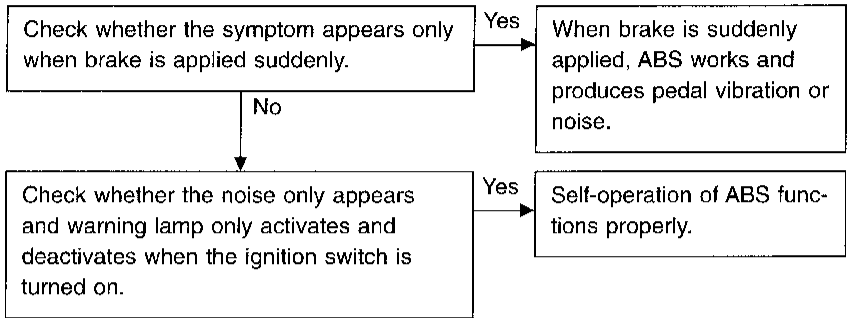 Check whether the symptom appears only
when brake is applied suddenly.
Yes
When brake is suddenly
applied, ABS works and
produces pedal vibration or
noise.
No
Check whether the noise only appears
and warning lamp only activates and
deactivates when the ignition switch is
turned on.
Yes
Self-operation of ABS func-
tions properly.